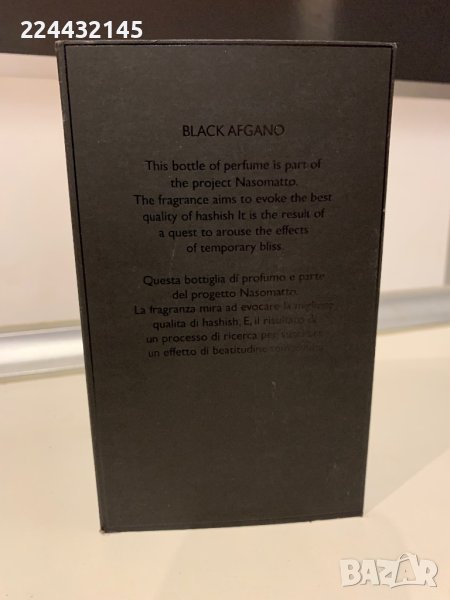 224432145
BLACK AFGANO
This bottle of perfume is part of
the project Nasomatto.
The fragrance aims to evoke the best
quality of hashish It is the result of
a quest to arouse the effects
of temporary bliss.
Questa bottiglia di profumo e parte
del progetto Nasomatto.
La fragranza mira ad evocare la migliore
qualita di hashish. E, il risultato di
un processo di ricerca per
un effetto di beatitudine
BAZAR